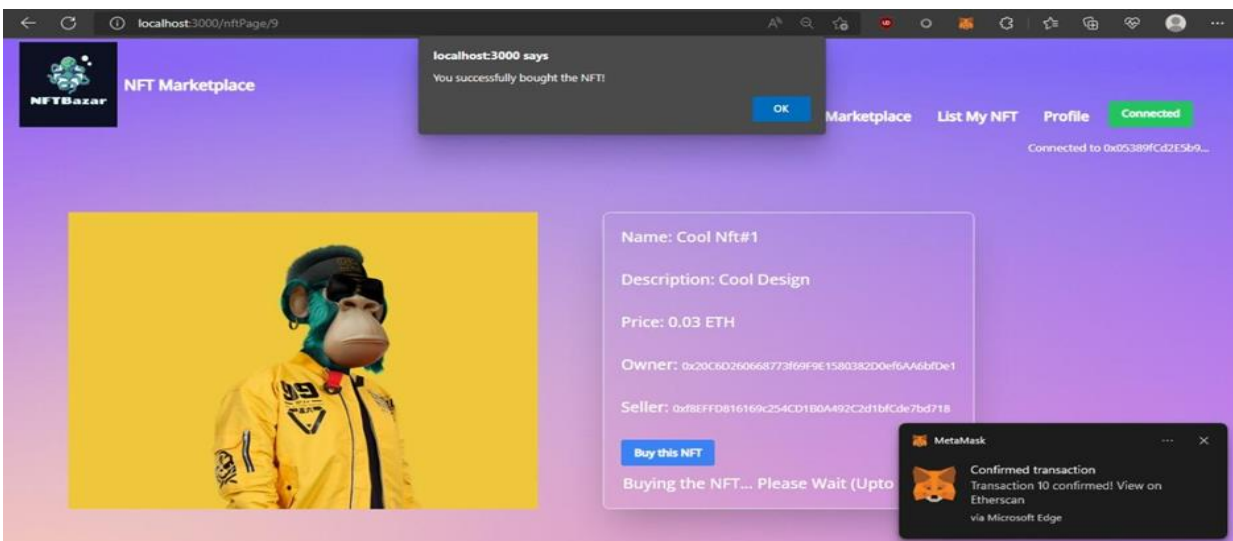 localhost:3000/nftPage/9
localhost:3000 says
You successfully bought the NFT!
OK
NFTBazar
NFT Marketplace
Marketplace List My NFT Profile Connected
Connected to 0x05389fCd2E5b9...
Name: Cool Nft#1
Description: Cool Design
Price: 0.03 ETH
Owner: 0x20C6D260668773f69F9E1580382D0ef6AA6bfDe1
Seller: 0xf8EFFD816169c254CD1B0A492C2d1bfCde7bd718
Buy this NFT
Buying the NFT... Please Wait (Upto
99
MetaMask
Confirmed transaction
Transaction 10 confirmed! View on
Etherscan
via Microsoft Edge